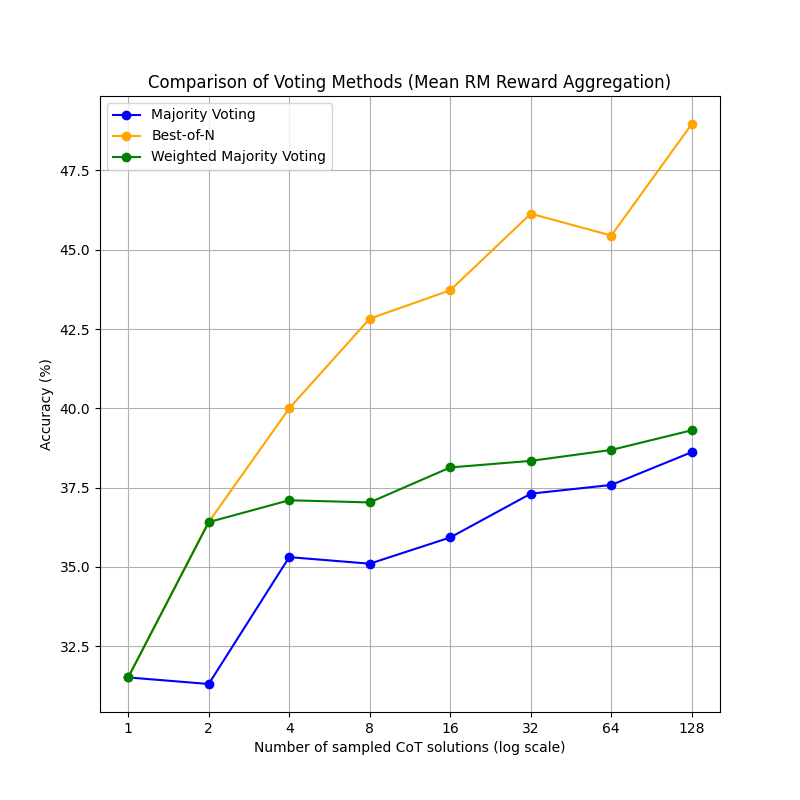 Comparison of Voting Methods (Mean RM Reward Aggregation)
Majority Voting
Best-of-N
Weighted Majority Voting
47.5
45.0
42.5
40.0
37.5
35.0
32.5
Accuracy (%)
1 2 4 8 16 32 64 128
Number of sampled CoT solutions (log scale)